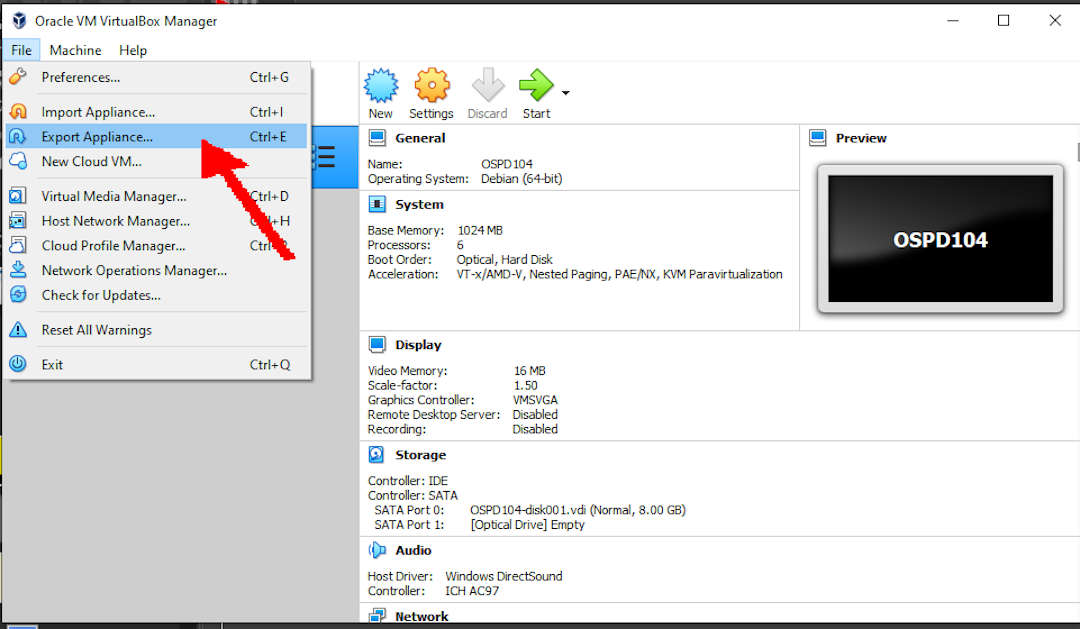 Oracle VM VirtualBox Manager
File Machine Help
Preferences... Ctrl+G
Import Appliance... Ctrl+I
Export Appliance... Ctrl+E
New Cloud VM...
Virtual Media Manager... Ctrl+D
Host Network Manager...
Cloud Profile Manager...
Network Operations Manager...
Check for Updates...
Reset All Warnings
Exit Ctrl+Q
New Settings Discard Start
General
Name: OSPD104
Operating System: Debian (64-bit)
System
Base Memory: 1024 MB
Processors: 6
Boot Order: Optical, Hard Disk
Acceleration: VT-x/AMD-V, Nested Paging, PAE/NX, KVM Paravirtualization
Preview
OSPD104
Display
Video Memory: 16 MB
Scale-factor: 1.50
Graphics Controller: VMSVGA
Remote Desktop Server: Disabled
Recording: Disabled
Storage
Controller: IDE
Controller: SATA
SATA Port 0: OSPD104-disk001.vdi (Normal, 8.00 GB)
SATA Port 1: [Optical Drive] Empty
Audio
Host Driver: Windows DirectSound
Controller: ICH AC97
Network